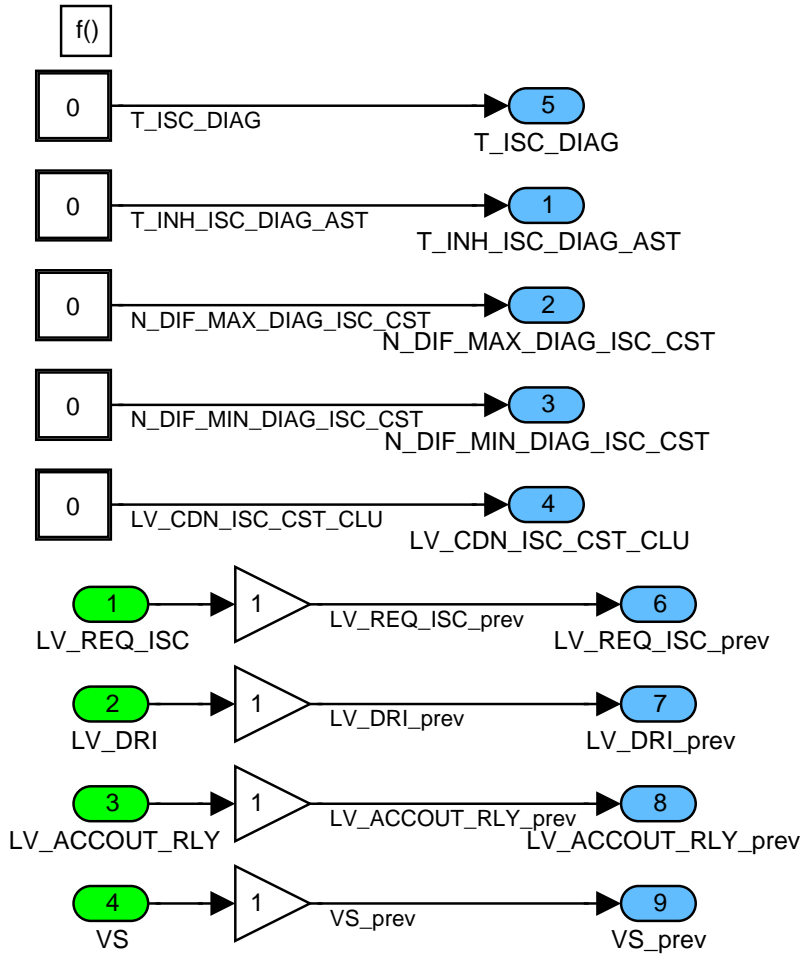 f()
0
T_ISC_DIAG
5
T_ISC_DIAG
0
T_INH_ISC_DIAG_AST
1
T_INH_ISC_DIAG_AST
0
N_DIF_MAX_DIAG_ISC_CST
2
N_DIF_MAX_DIAG_ISC_CST
0
N_DIF_MIN_DIAG_ISC_CST
3
N_DIF_MIN_DIAG_ISC_CST
0
LV_CDN_ISC_CST_CLU
4
LV_CDN_ISC_CST_CLU
1
LV_REQ_ISC
1
LV_REQ_ISC_prev
6
LV_REQ_ISC_prev
2
LV_DRI
1
LV_DRI_prev
7
LV_DRI_prev
3
LV_ACCOUT_RLY
1
LV_ACCOUT_RLY_prev
8
LV_ACCOUT_RLY_prev
4
VS
1
VS_prev
9
VS_prev